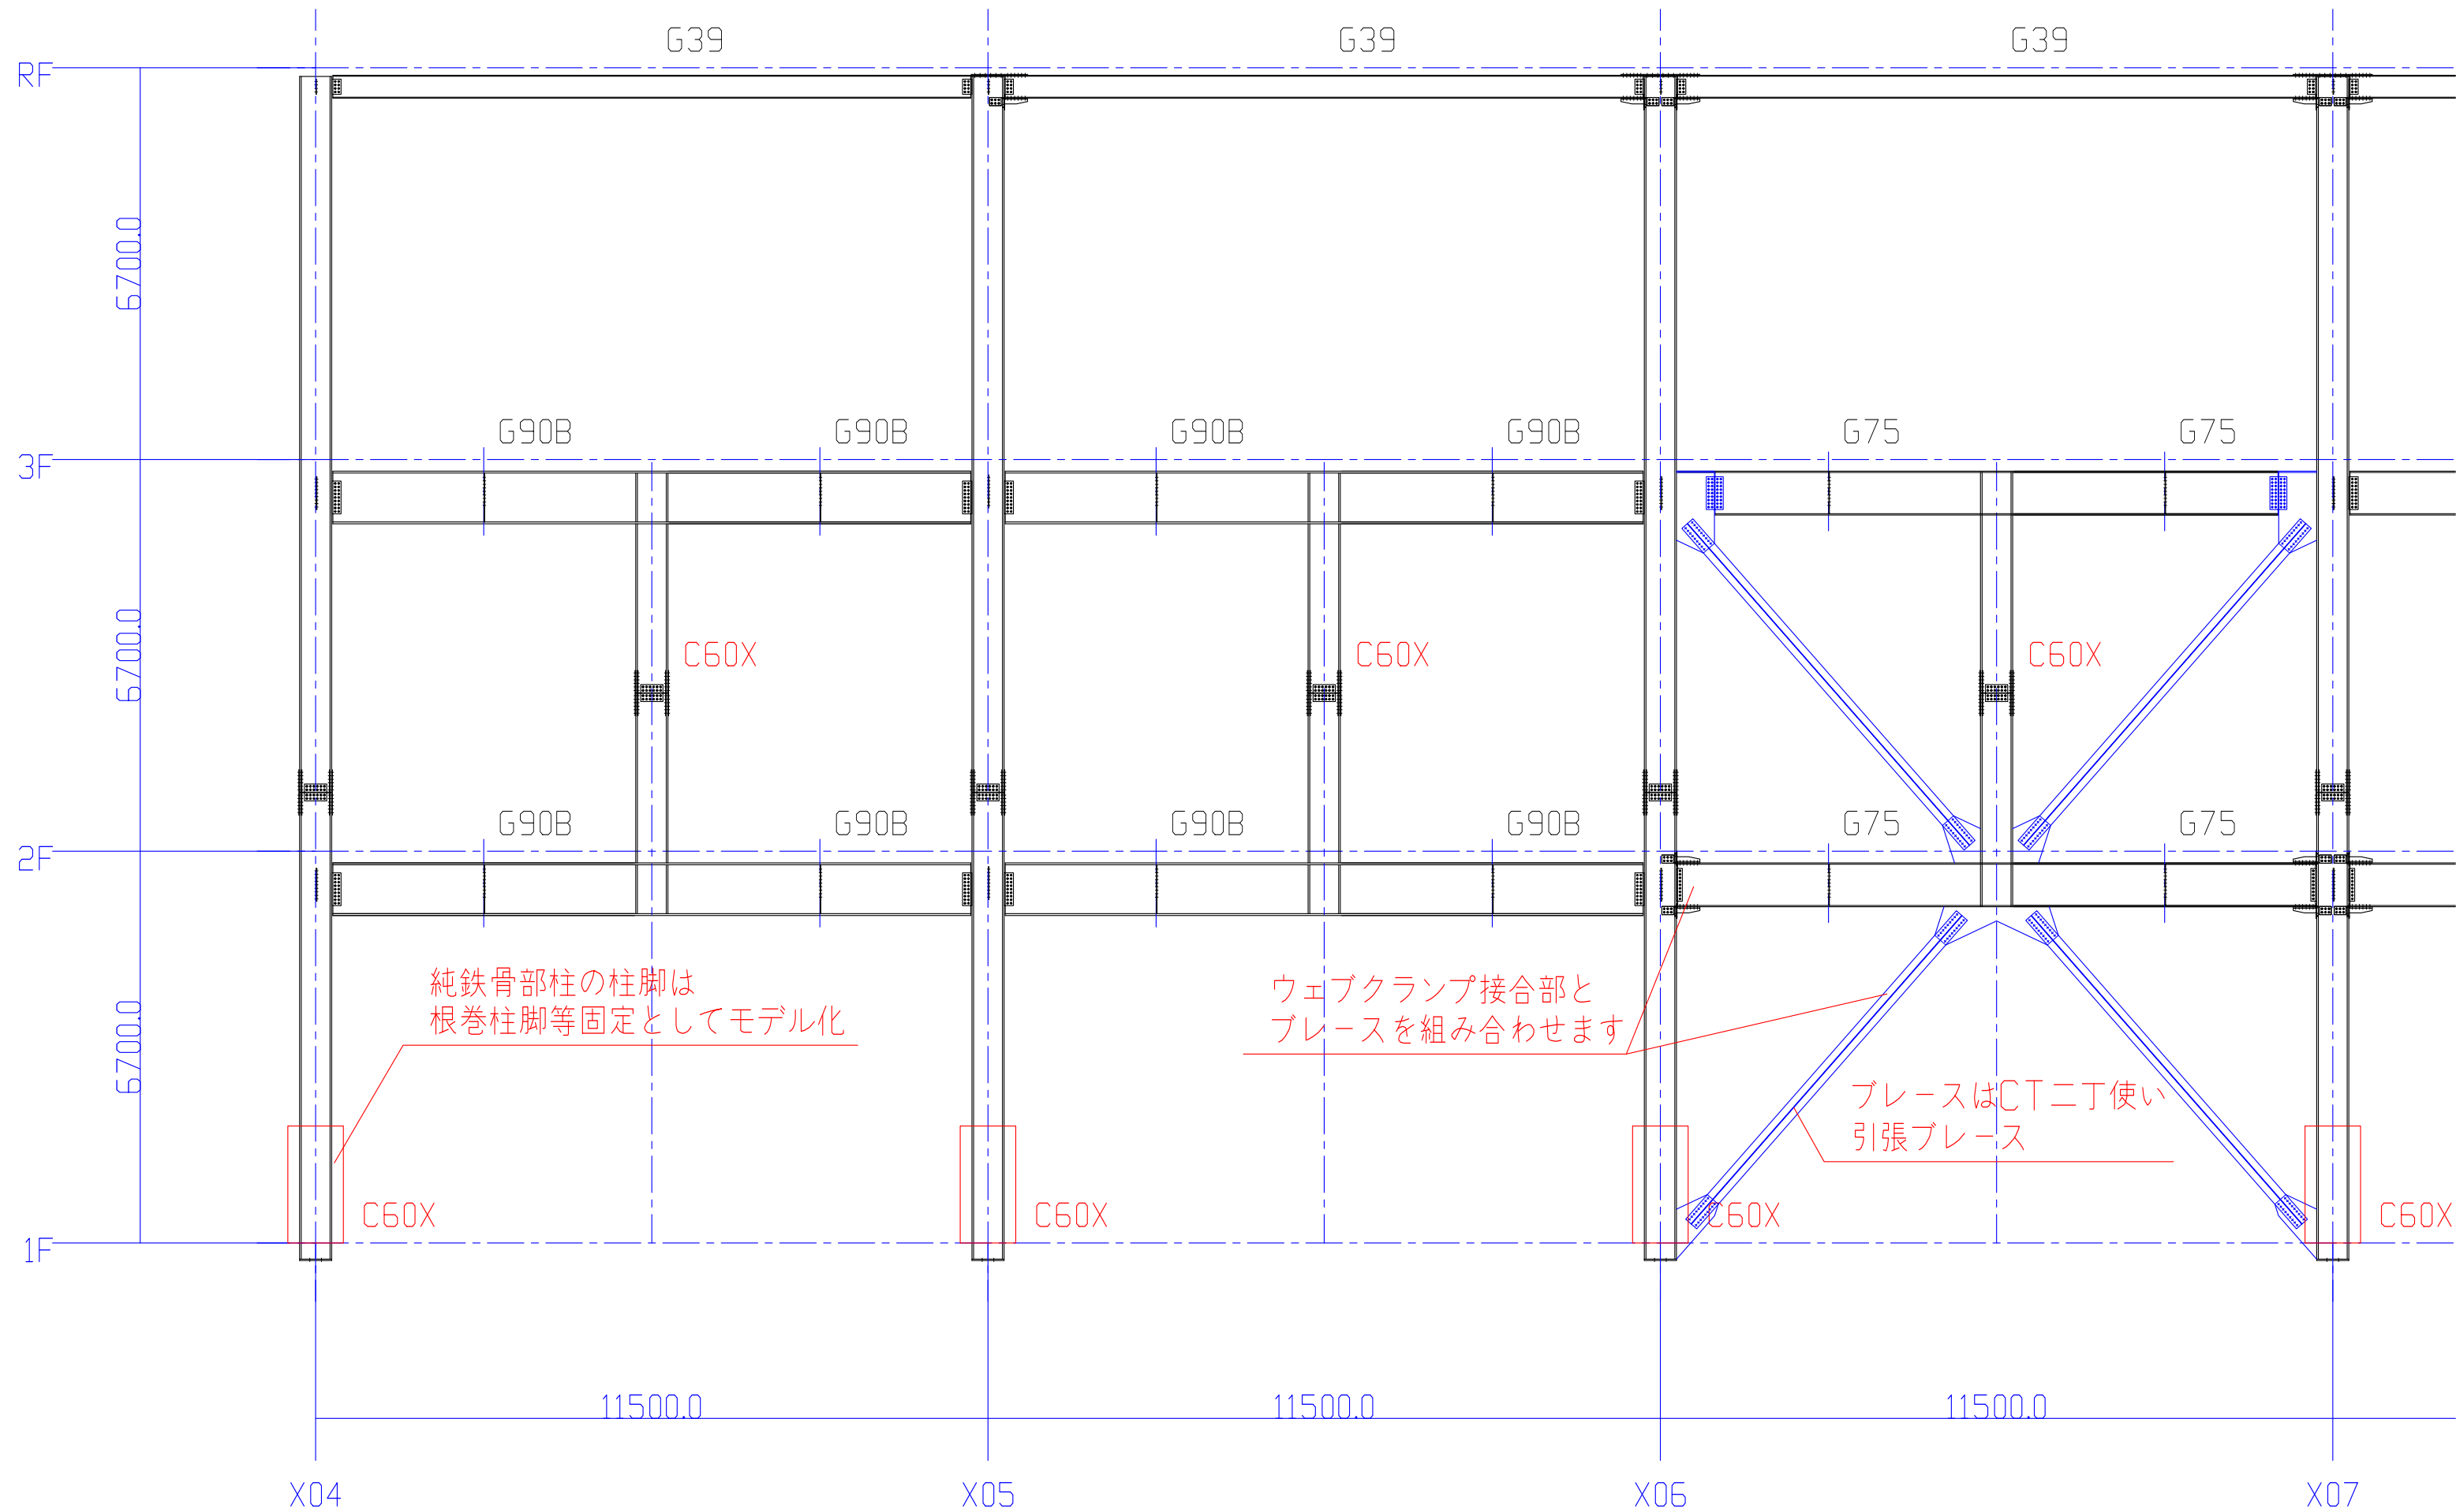 G39 G39 G39
RF
6700.0
G90B G90B G90B G90B G75 G75
3F
6700.0
C60X C60X C60X
G90B G90B G90B G90B G75 G75
2F
純鉄骨部柱の柱脚は
根巻柱脚等固定としてモデル化
ウェブクランプ接合部と
ブレースを組み合わせます
6700.0
ブレースはCT二丁使い
引張ブレース
C60X C60X C60X C60X
1F
11500.0 11500.0 11500.0
X04 X05 X06 X07